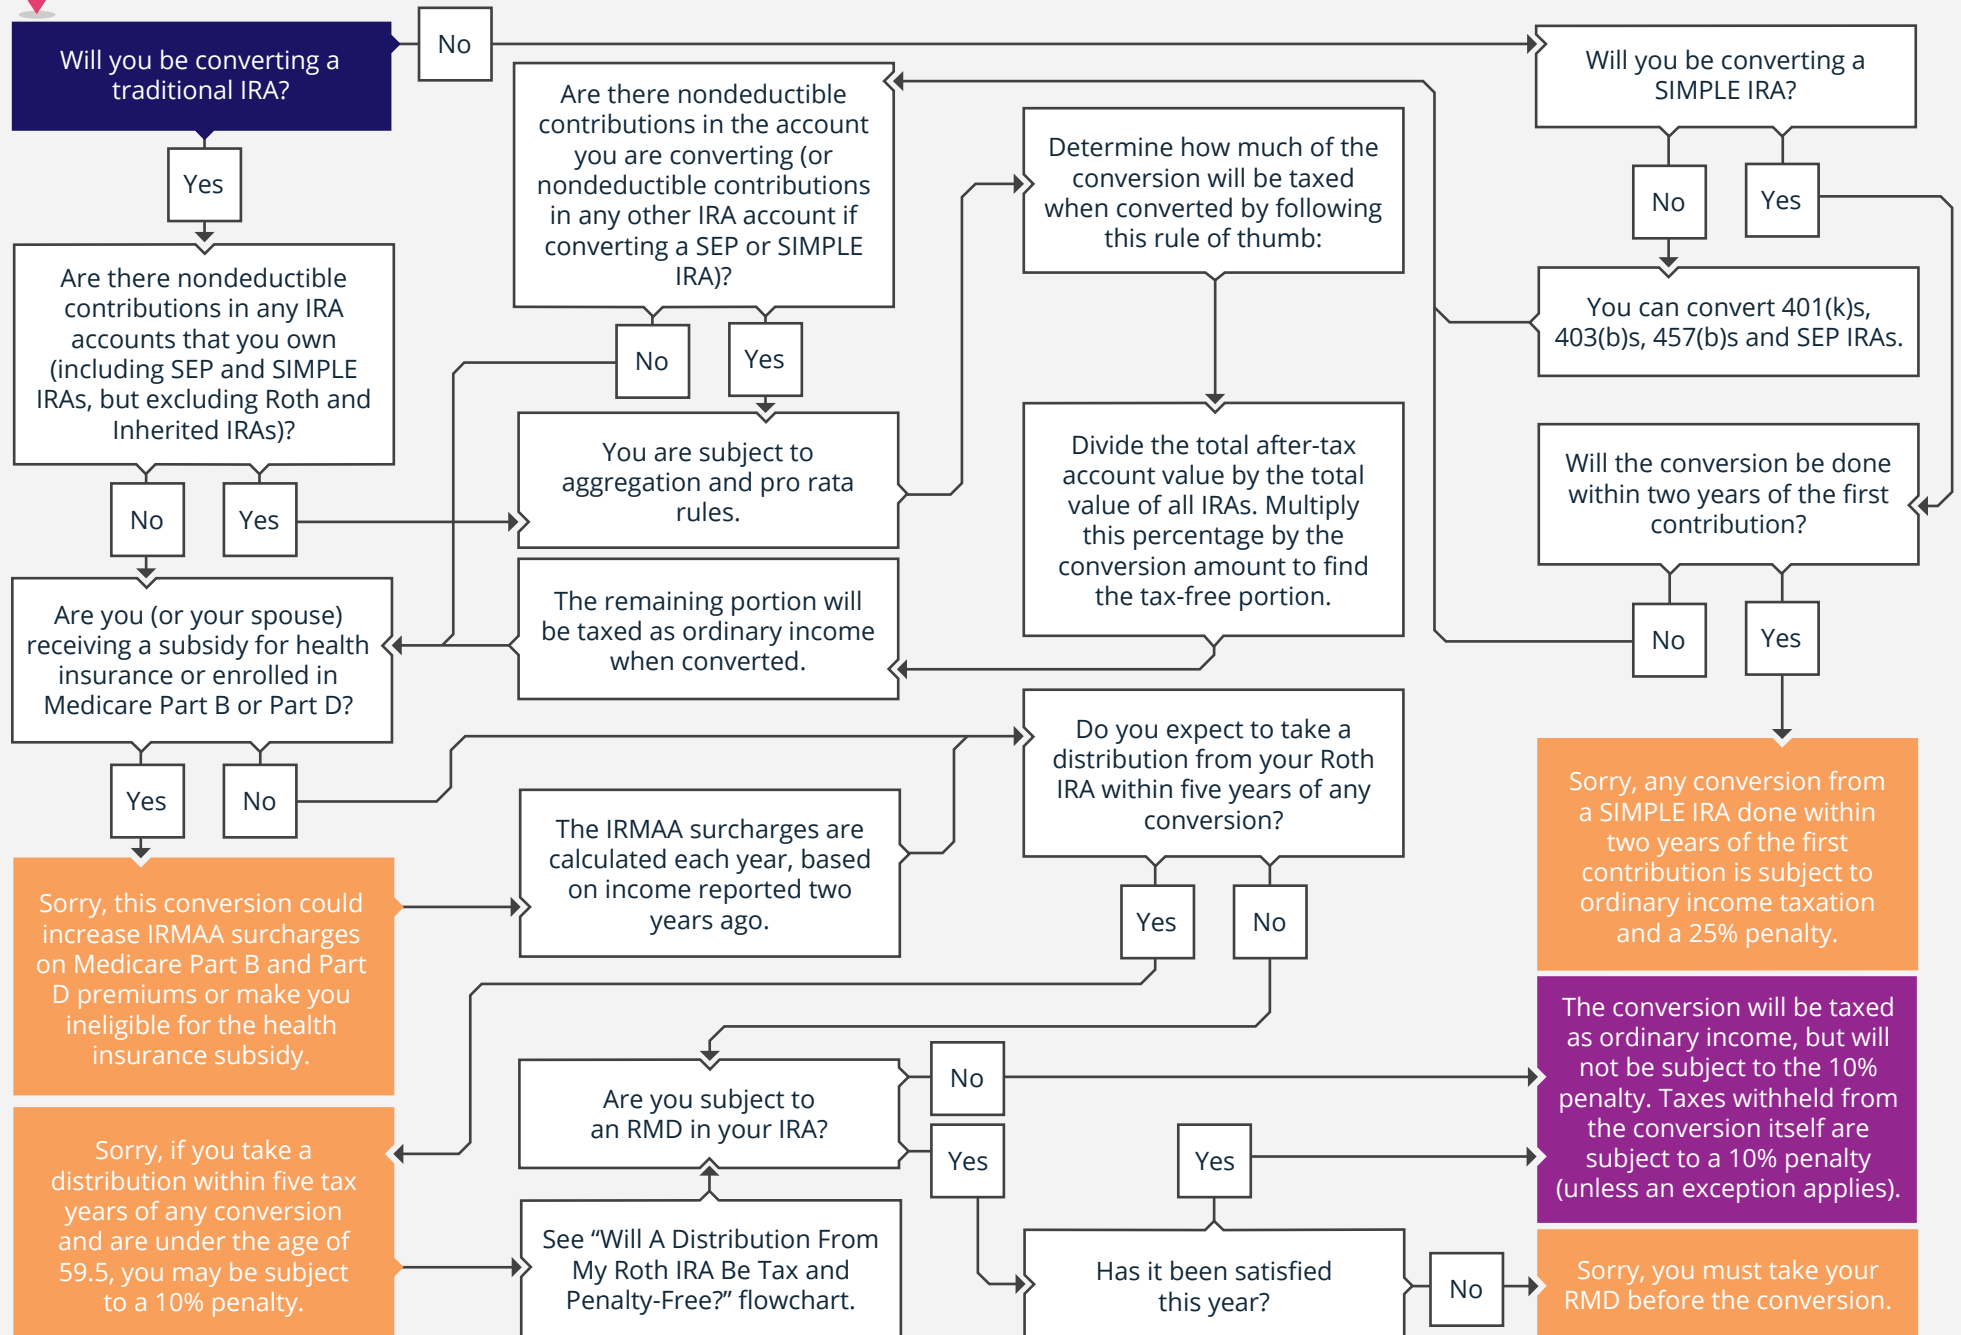 Will you be converting a
traditional IRA?
No
Yes
Are there nondeductible
contributions in any IRA
accounts that you own
(including SEP and SIMPLE
IRAs, but excluding Roth and
Inherited IRAs)?
No
Yes
Are you (or your spouse)
receiving a subsidy for health
insurance or enrolled in
Medicare Part B or Part D?
Yes
No
Sorry, this conversion could
increase IRMAA surcharges
on Medicare Part B and Part
D premiums or make you
ineligible for the health
insurance subsidy.
Sorry, if you take a
distribution within five tax
years of any conversion
and are under the age of
59.5, you may be subject
to a 10% penalty.
Are there nondeductible
contributions in the account
you are converting (or
nondeductible contributions
in any other IRA account if
converting a SEP or SIMPLE
IRA)?
No
Yes
You are subject to
aggregation and pro rata
rules.
The remaining portion will
be taxed as ordinary income
when converted.
The IRMAA surcharges are
calculated each year, based
on income reported two
years ago.
Are you subject to
an RMD in your IRA?
No
Yes
See “Will A Distribution From
My Roth IRA Be Tax and
Penalty-Free?” flowchart.
Determine how much of the
conversion will be taxed
when converted by following
this rule of thumb:
Divide the total after-tax
account value by the total
value of all IRAs. Multiply
this percentage by the
conversion amount to find
the tax-free portion.
Do you expect to take a
distribution from your Roth
IRA within five years of any
conversion?
Yes
No
Yes
Has it been satisfied
this year?
No
Will you be converting a
SIMPLE IRA?
No
Yes
You can convert 401(k)s,
403(b)s, 457(b)s and SEP IRAs.
Will the conversion be done
within two years of the first
contribution?
No
Yes
Sorry, any conversion from
a SIMPLE IRA done within
two years of the first
contribution is subject to
ordinary income taxation
and a 25% penalty.
The conversion will be taxed
as ordinary income, but will
not be subject to the 10%
penalty. Taxes withheld from
the conversion itself are
subject to a 10% penalty
(unless an exception applies).
Sorry, you must take your
RMD before the conversion.